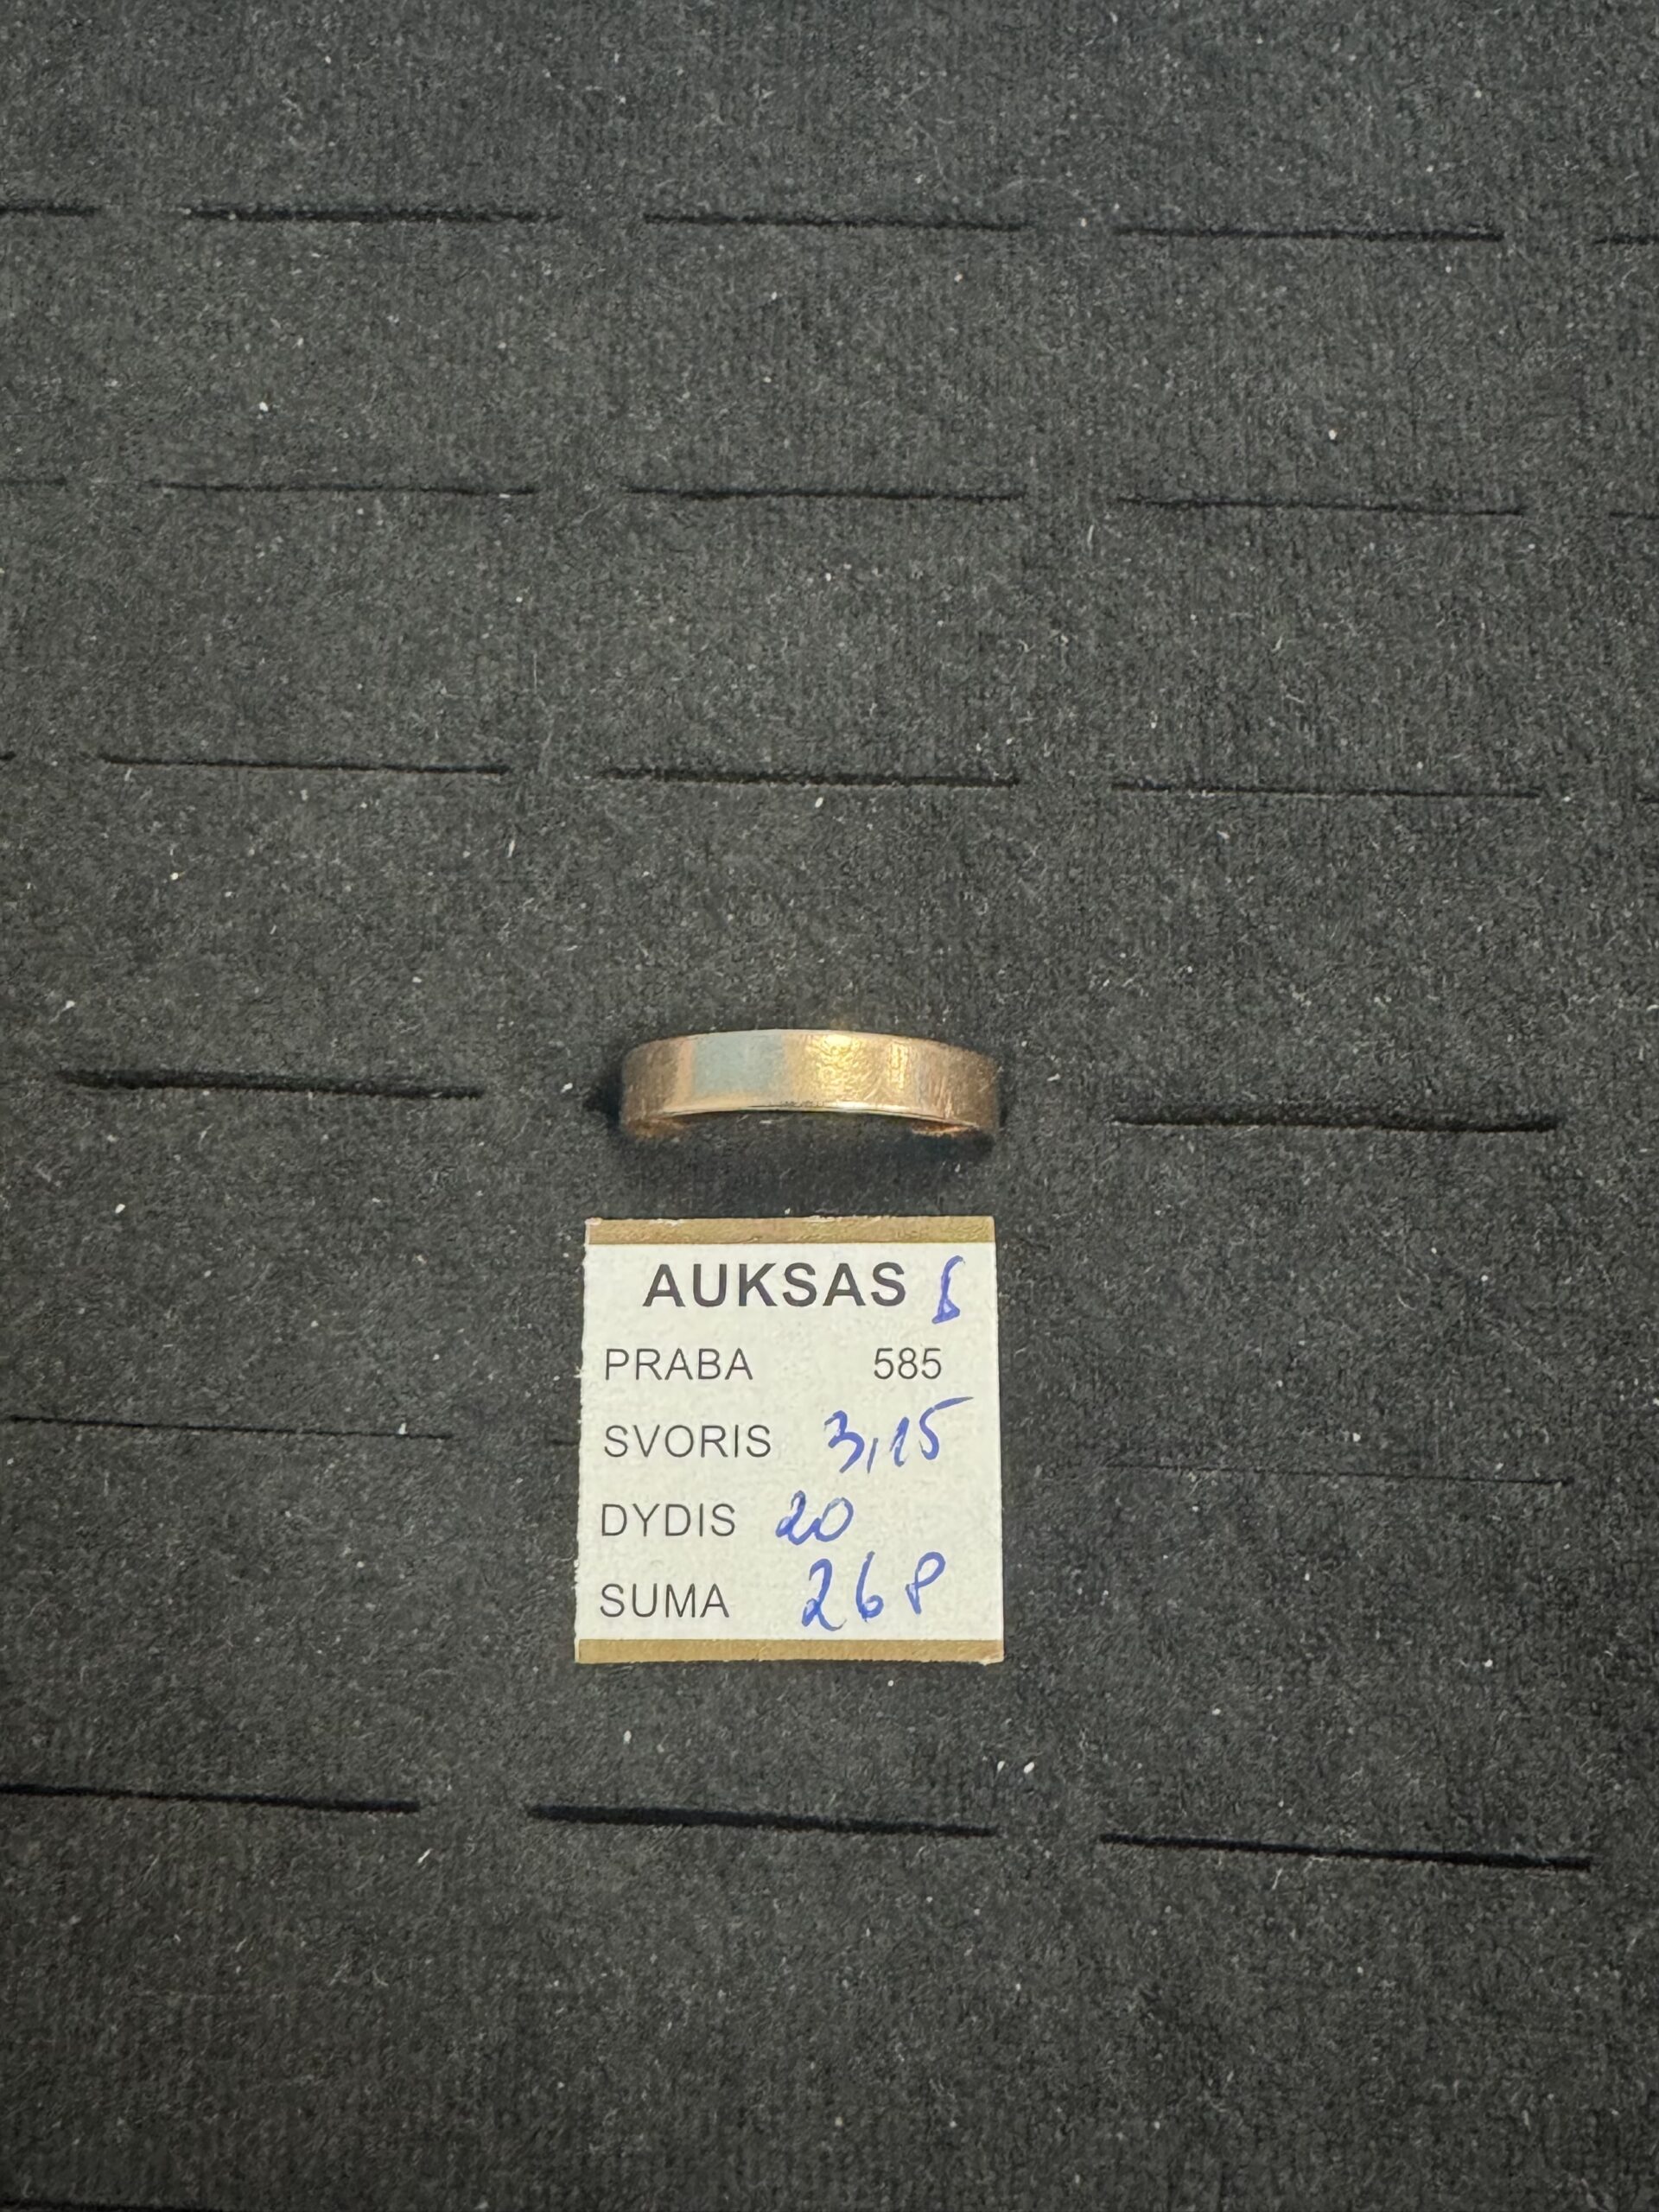 AUKSAS
PRABA 585
SVORIS 3,15
DYDIS 20
SUMA 268